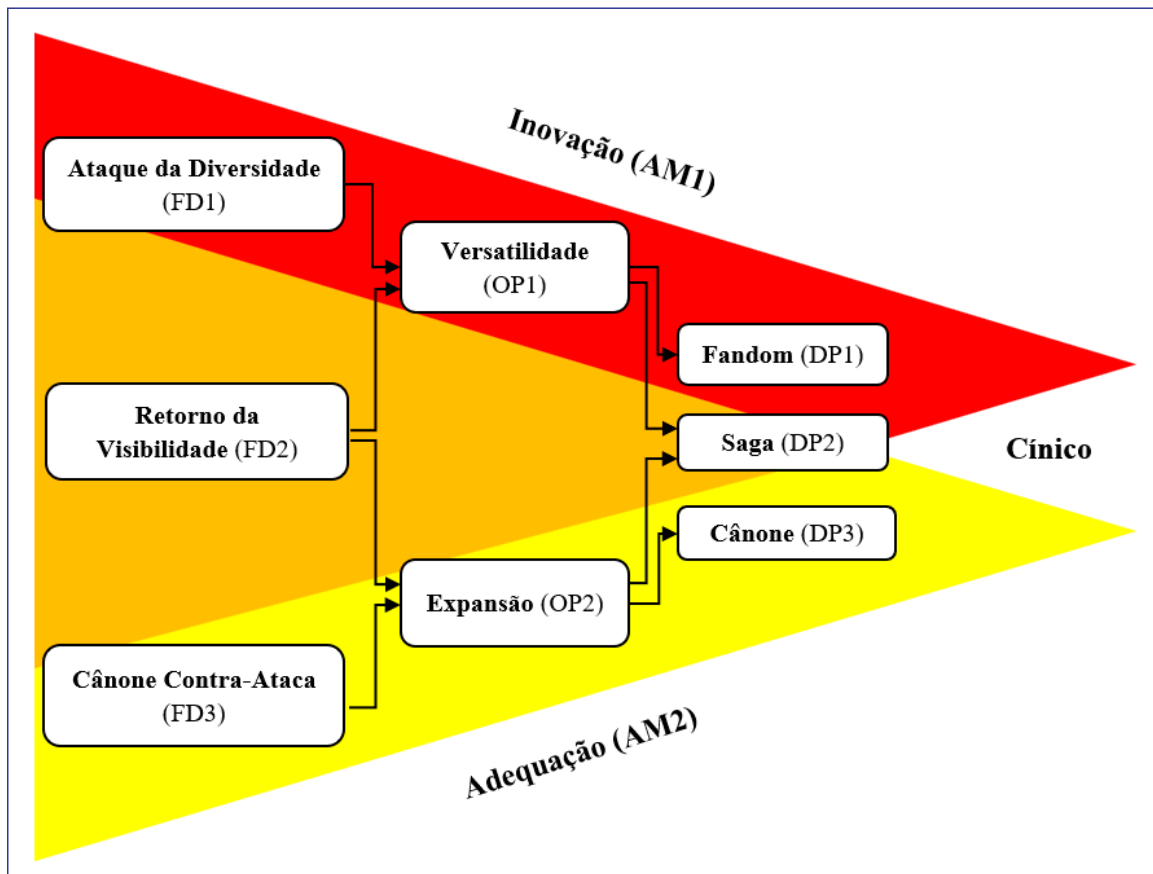 Inovação (AM1)
Ataque da Diversidade
(FD1)
Versatilidade
(OP1)
Fandom (DP1)
Retorno da
Visibilidade (FD2)
Saga (DP2)
Cínico
Cânone (DP3)
Expansão (OP2)
Cânone Contra-Ataca
(FD3)
Adequação (AM2)